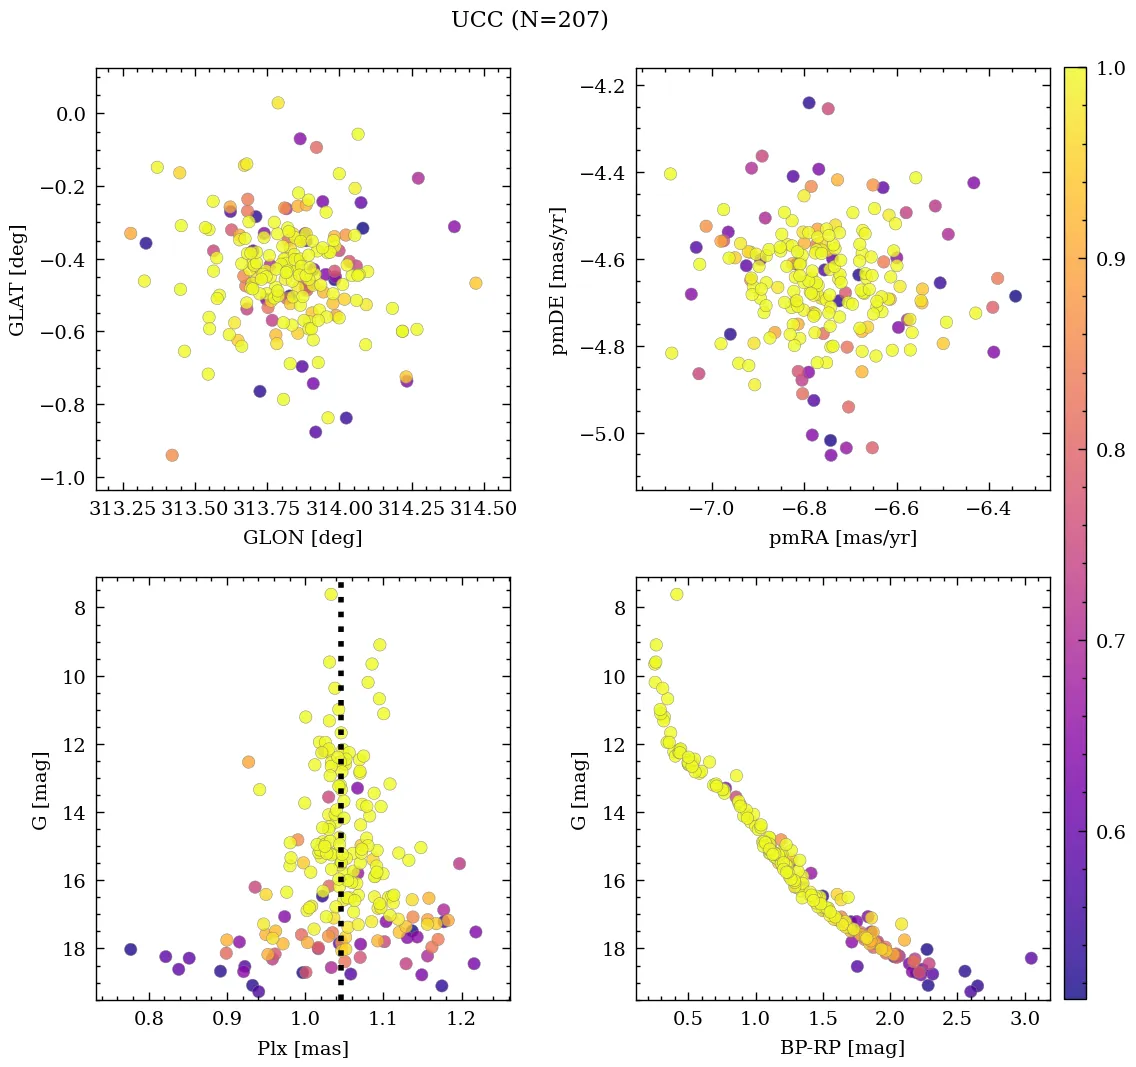 UCC (N=207)
0.0
−0.2
−0.4
−0.6
−0.8
−1.0
GLAT [deg]
313.25 313.50 313.75 314.00 314.25 314.50
GLON [deg]
−4.2
−4.4
−4.6
−4.8
−5.0
pmDE [mas/yr]
−7.0 −6.8 −6.6 −6.4
pmRA [mas/yr]
8
10
12
14
16
18
G [mag]
0.8 0.9 1.0 1.1 1.2
Plx [mas]
8
10
12
14
16
18
G [mag]
0.5 1.0 1.5 2.0 2.5 3.0
BP-RP [mag]
1.0
0.9
0.8
0.7
0.6